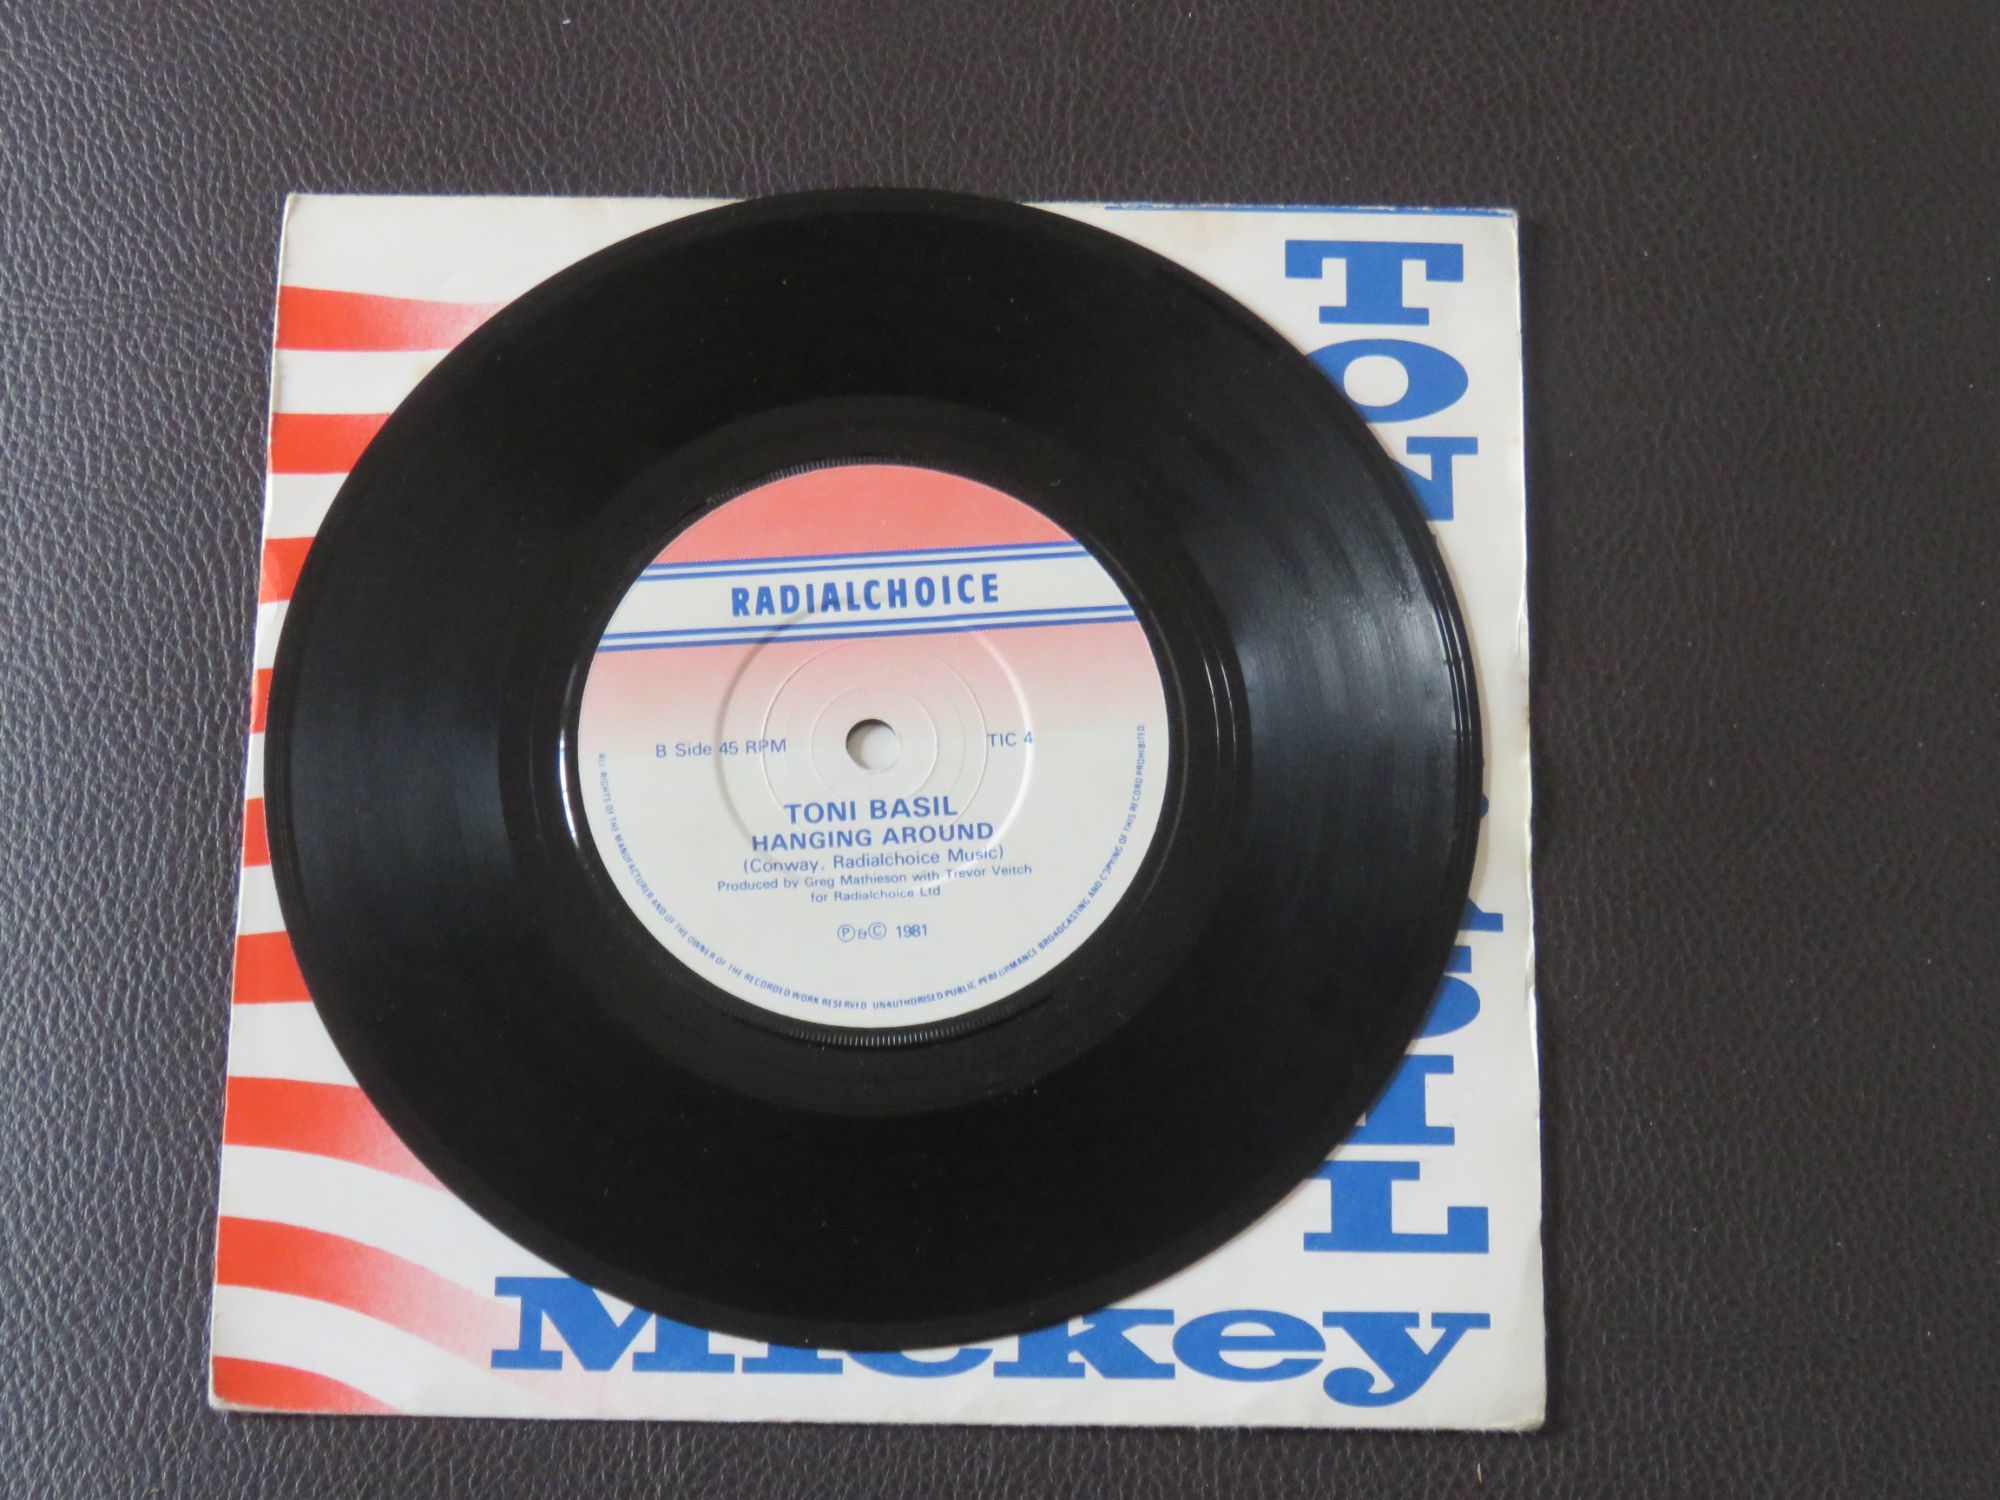 RADIALCHOICE
B Side 45 RPM
TIC 4
TONI BASIL
HANGING AROUND
(Conway. Radialchoice Music)
Produced by Greg Mathieson with Trevor Veitch
for Radialchoice Ltd
Ⓟ&Ⓒ 1981
ALL RIGHTS OF THE MANUFACTURER AND OF THE OWNER OF THE RECORDED WORK RESERVED UNAUTHORISED PUBLIC PERFORMANCE BROADCASTING AND COPYING OF THIS RECORD PROHIBITED
Mickey